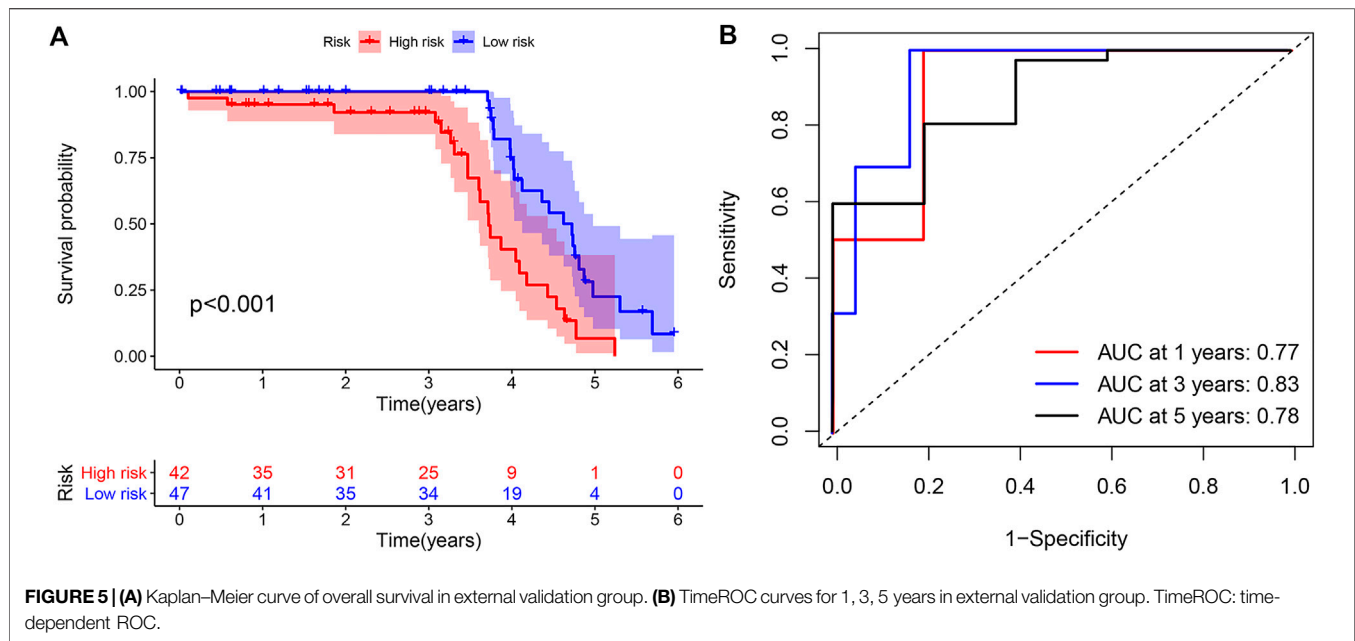 A
Risk High risk Low risk
1.00
0.75
0.50
0.25
0.00
Survival probability
p<0.001
0 1 2 3 4 5 6
Time(years)
Risk
High risk 42 35 31 25 9 1 0
Low risk 47 41 35 34 19 4 0
0 1 2 3 4 5 6
Time(years)
B
1.0
0.8
0.6
0.4
0.2
0.0
Sensitivity
AUC at 1 years: 0.77
AUC at 3 years: 0.83
AUC at 5 years: 0.78
0.0 0.2 0.4 0.6 0.8 1.0
1−Specificity
FIGURE 5 | (A) Kaplan–Meier curve of overall survival in external validation group. (B) TimeROC curves for 1, 3, 5 years in external validation group. TimeROC: time-
dependent ROC.